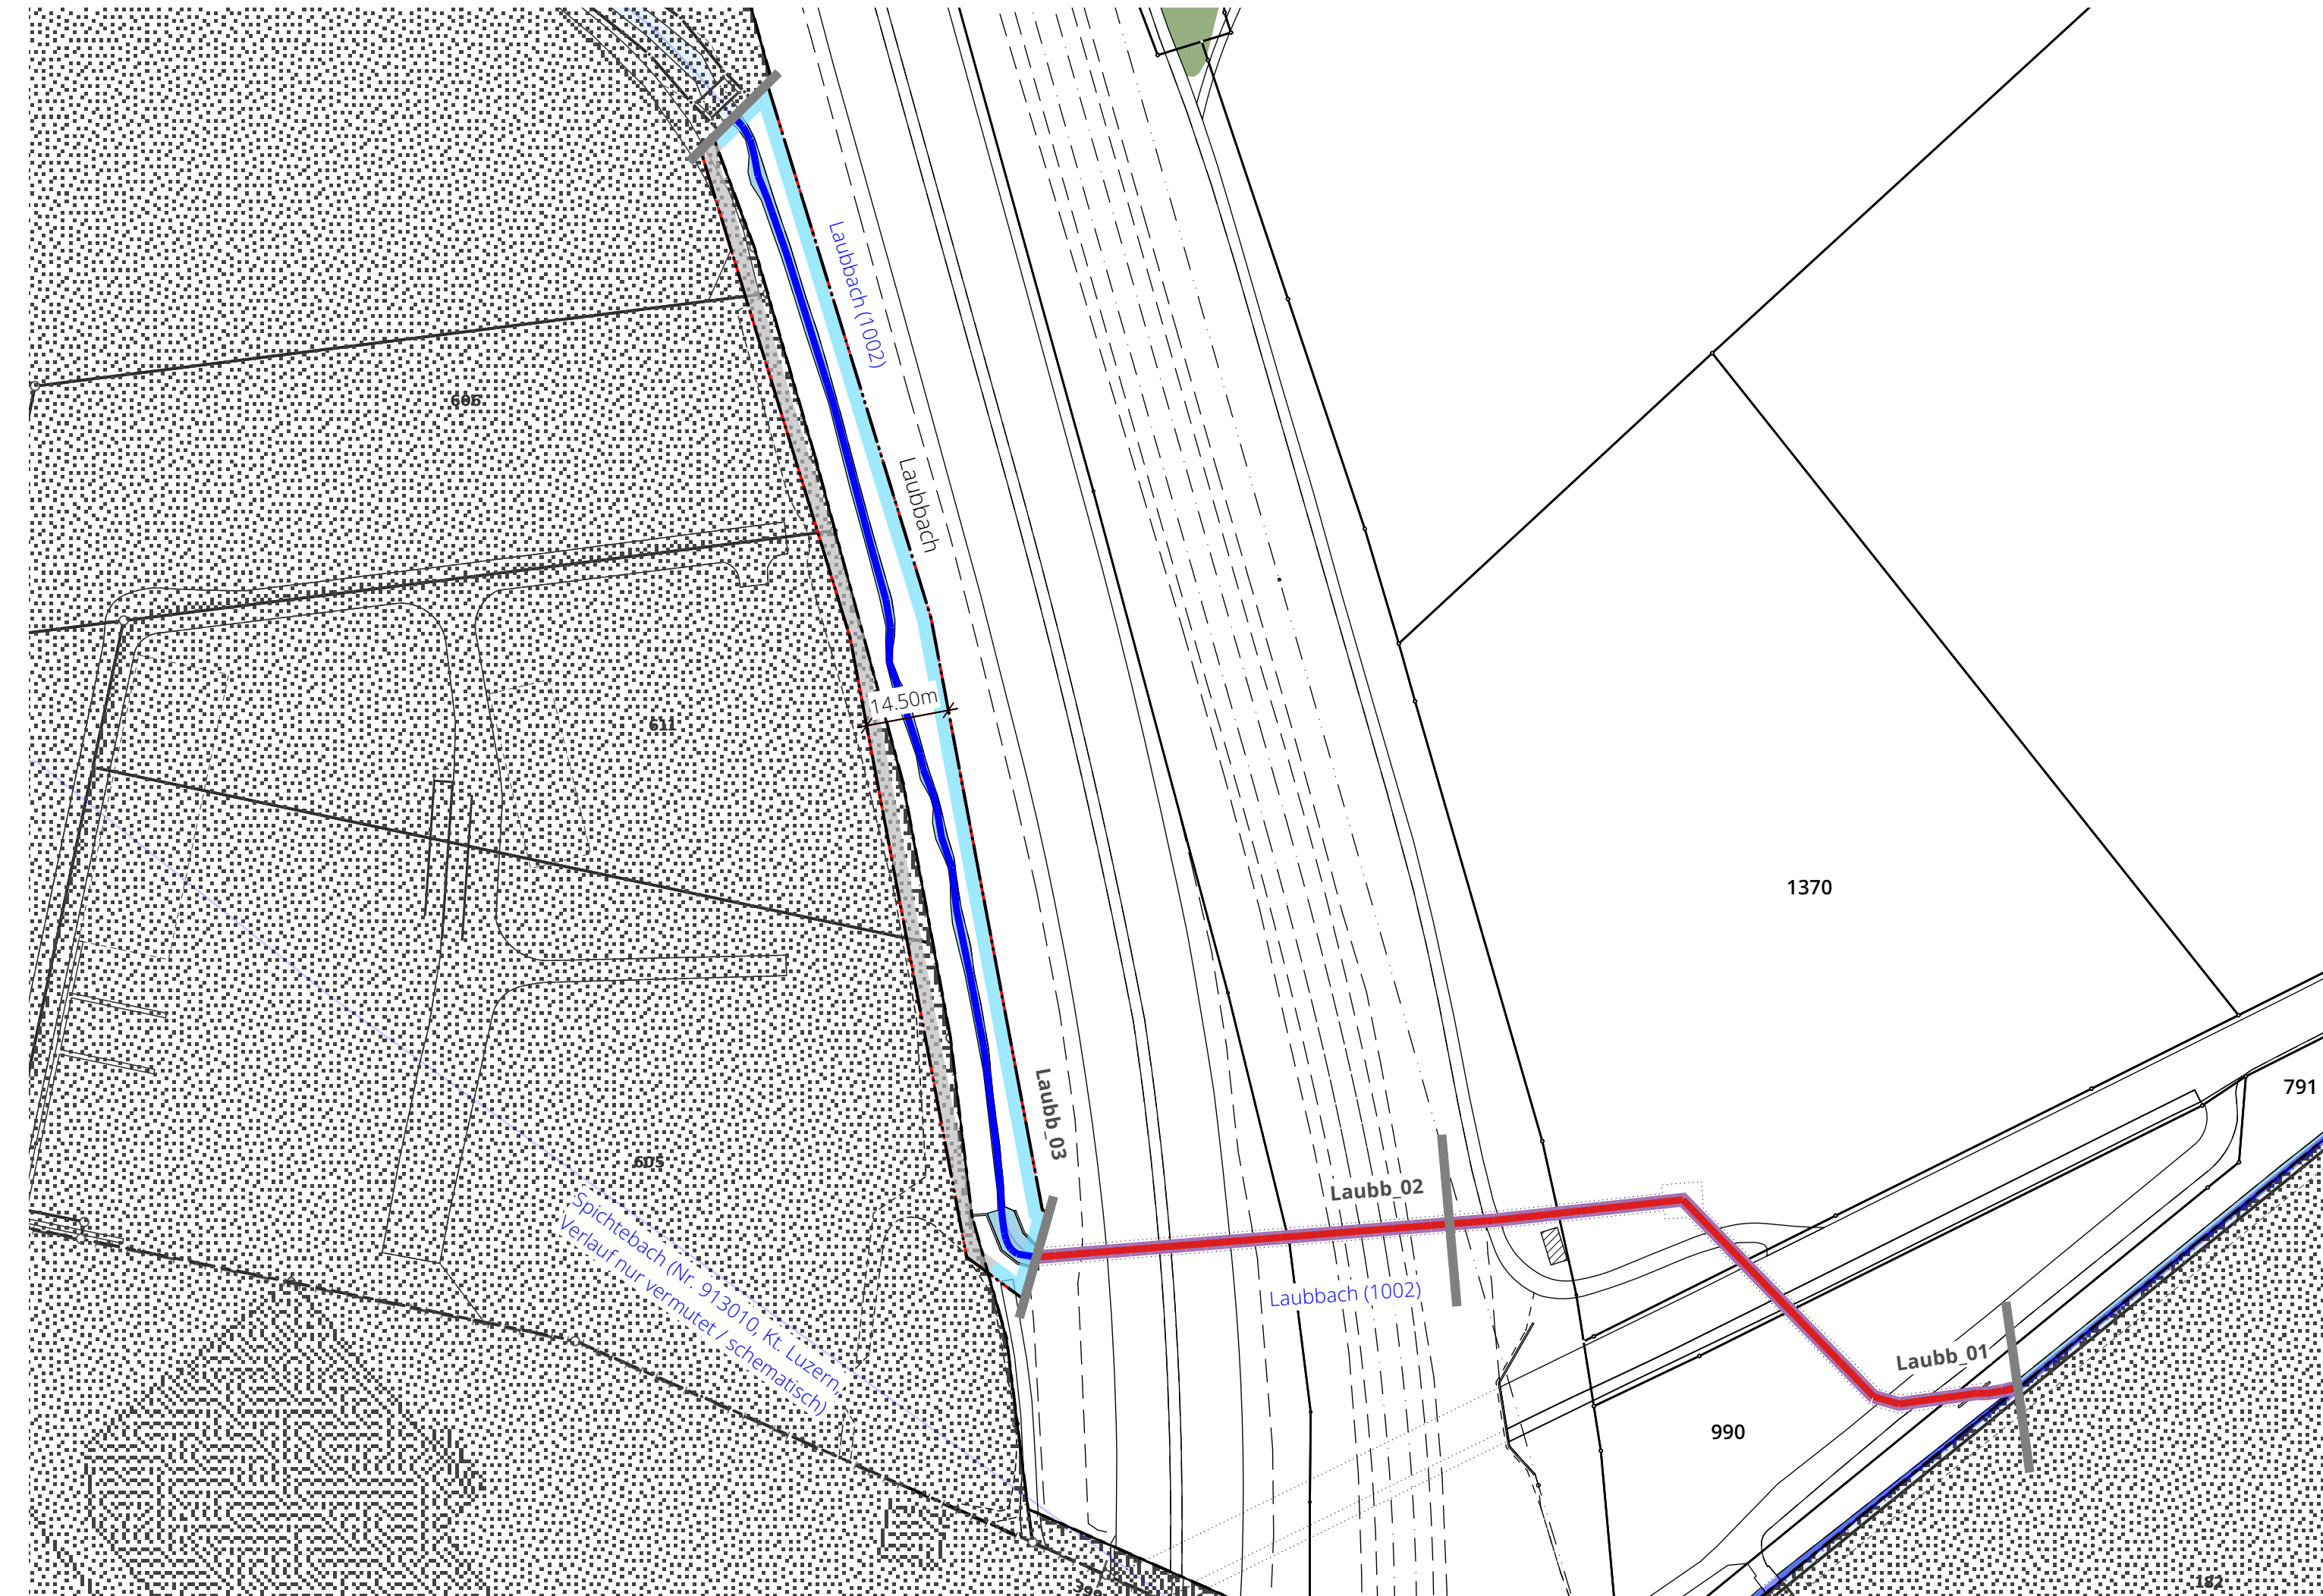 Laubbach (1002)
606
Laubbach
14.50m
611
1370
Laubb_03
791
605
Laubb_02
Spichtebach (Nr. 913010, Kt. Luzern,
Verlauf nur vermutet / schematisch)
Laubbach (1002)
Laubb_01
990
182